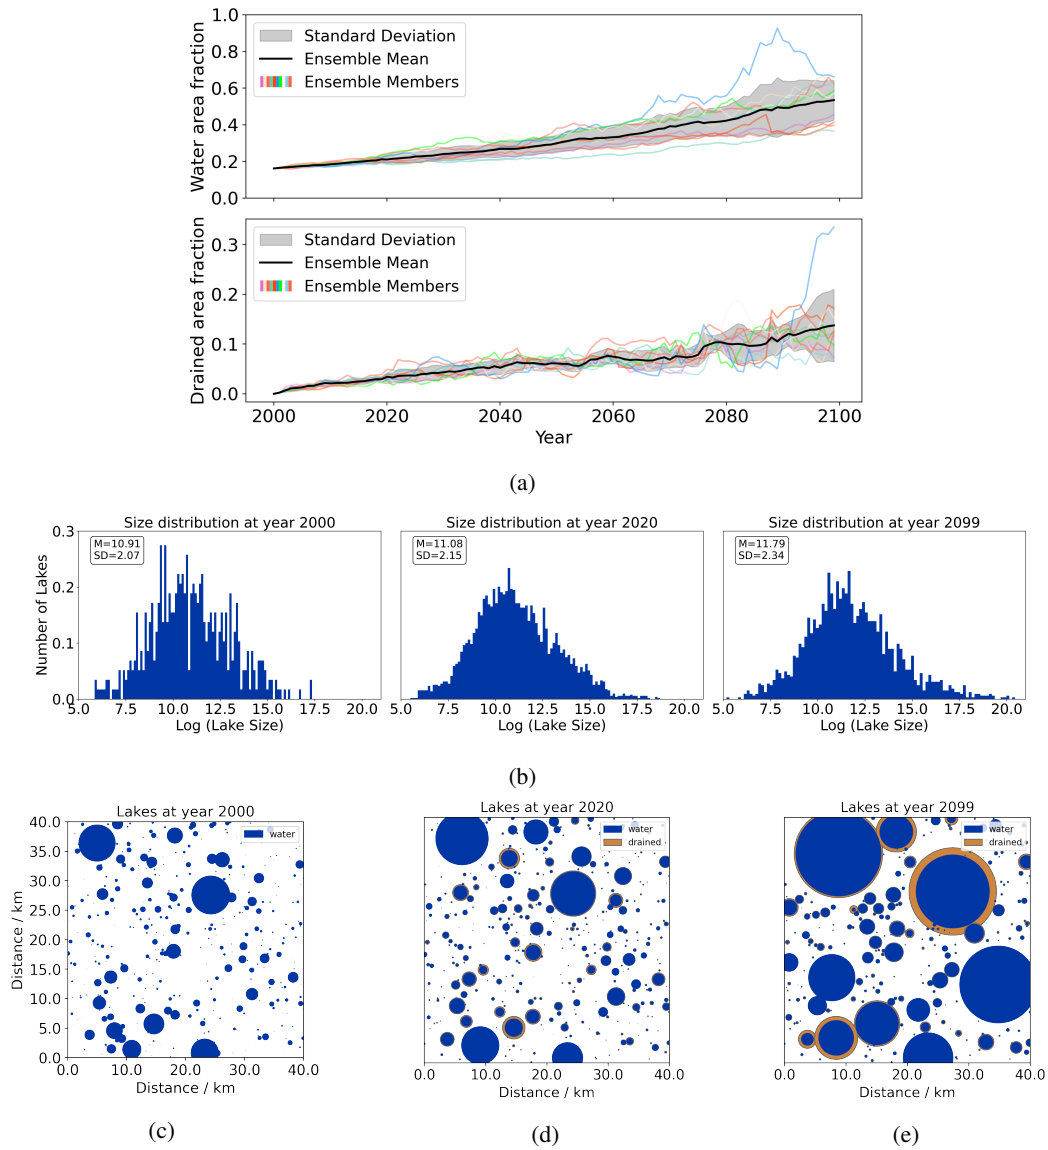 1.0
0.8
0.6
0.4
0.2
0.0
Water area fraction
Standard Deviation
Ensemble Mean
Ensemble Members
0.3
0.2
0.1
0.0
Drained area fraction
Standard Deviation
Ensemble Mean
Ensemble Members
2000 2020 2040 2060 2080 2100
Year
(a)
Size distribution at year 2000
Size distribution at year 2020
Size distribution at year 2099
0.3
0.2
0.1
0.0
Number of Lakes
M=10.91
SD=2.07
M=11.08
SD=2.15
M=11.79
SD=2.34
5.0 7.5 10.0 12.5 15.0 17.5 20.0
5.0 7.5 10.0 12.5 15.0 17.5 20.0
5.0 7.5 10.0 12.5 15.0 17.5 20.0
Log (Lake Size)
Log (Lake Size)
Log (Lake Size)
(b)
Lakes at year 2000
40.0
35.0
30.0
25.0
20.0
15.0
10.0
5.0
0.0
Distance / km
water
0.0 10.0 20.0 30.0 40.0
Distance / km
(c)
Lakes at year 2020
water
drained
0.0 10.0 20.0 30.0 40.0
Distance / km
(d)
Lakes at year 2099
water
drained
0.0 10.0 20.0 30.0 40.0
Distance / km
(e)